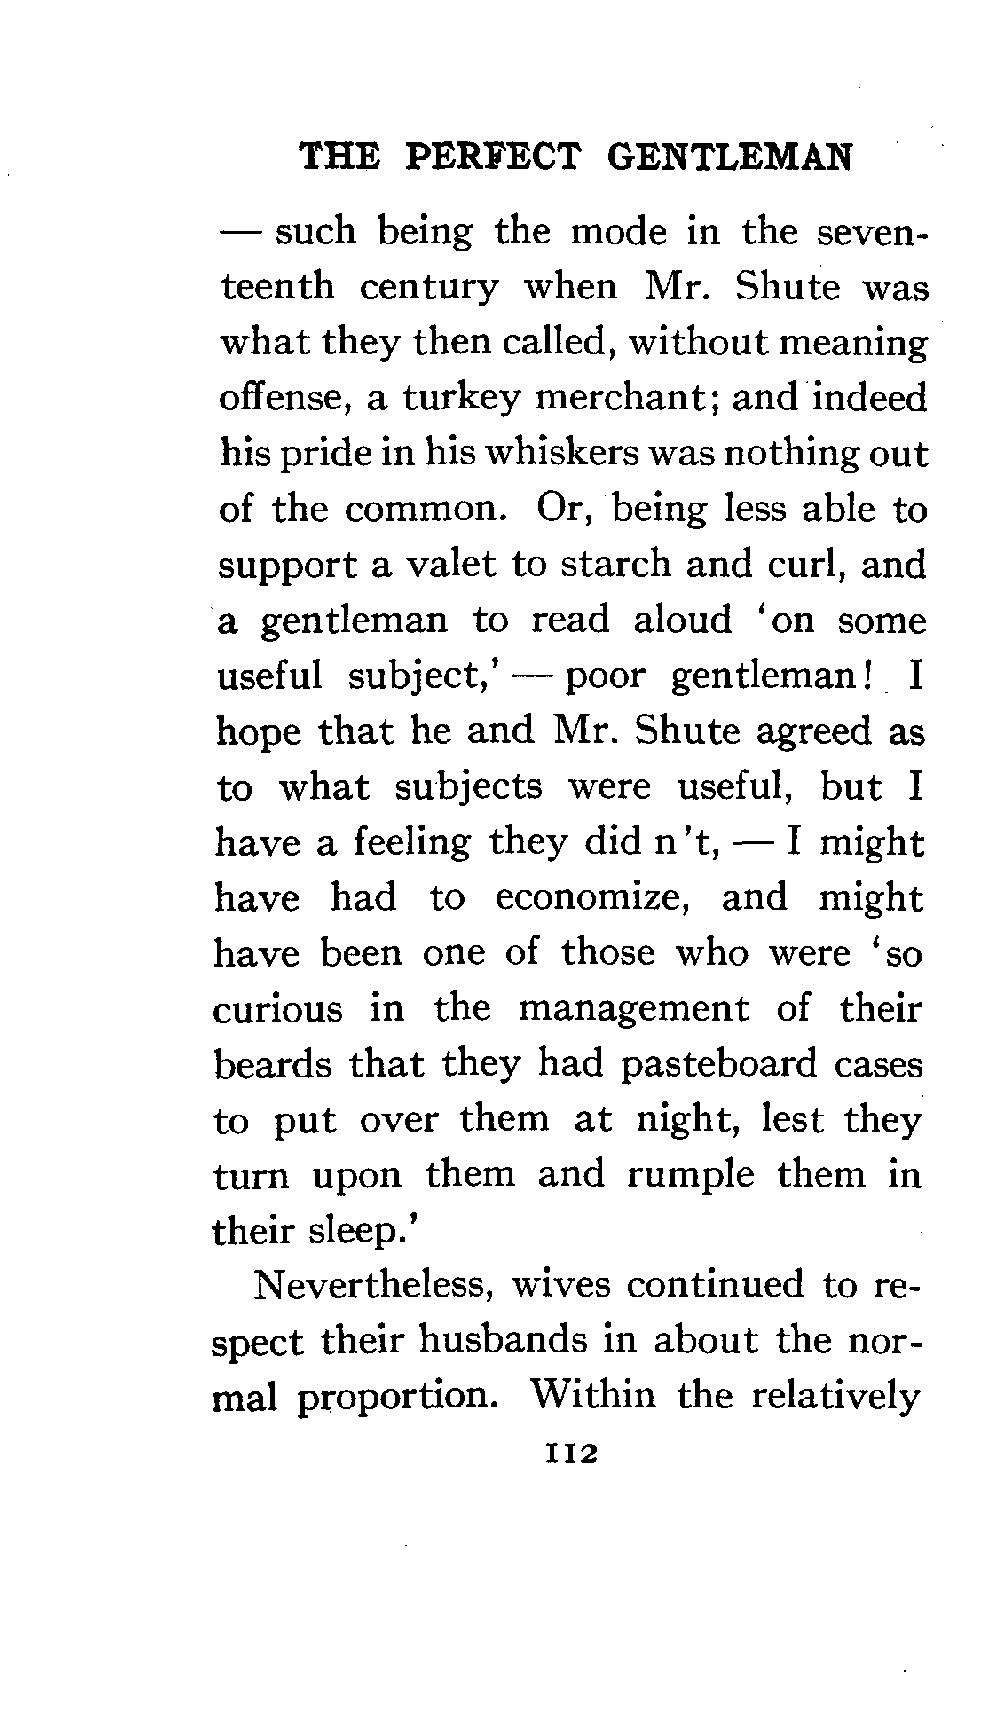 THE PERFECT GENTLEMAN
— such being the mode in the seven-
teenth century when Mr. Shute was
what they then called, without meaning
offense, a turkey merchant; and indeed
his pride in his whiskers was nothing out
of the common. Or, being less able to
support a valet to starch and curl, and
a gentleman to read aloud ‘on some
useful subject,’ — poor gentleman! I
hope that he and Mr. Shute agreed as
to what subjects were useful, but I
have a feeling they did n’t, — I might
have had to economize, and might
have been one of those who were ‘so
curious in the management of their
beards that they had pasteboard cases
to put over them at night, lest they
turn upon them and rumple them in
their sleep.’
Nevertheless, wives continued to re-
spect their husbands in about the nor-
mal proportion. Within the relatively
112